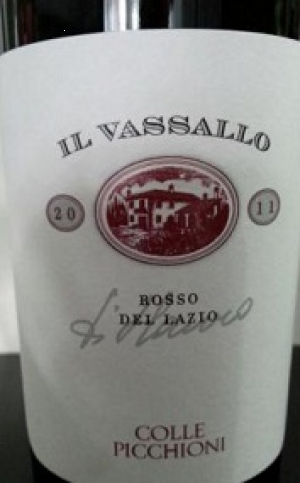 IL VASSALLO
20 11
ROSSO
DEL LAZIO
COLLE
PICCHIONI